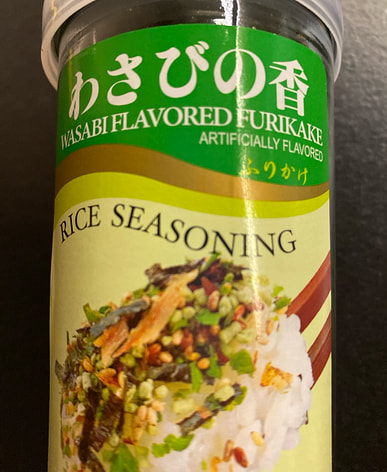 わさびの香
WASABI FLAVORED FURIKAKE
ARTIFICIALLY FLAVORED
ふりかけ
RICE SEASONING